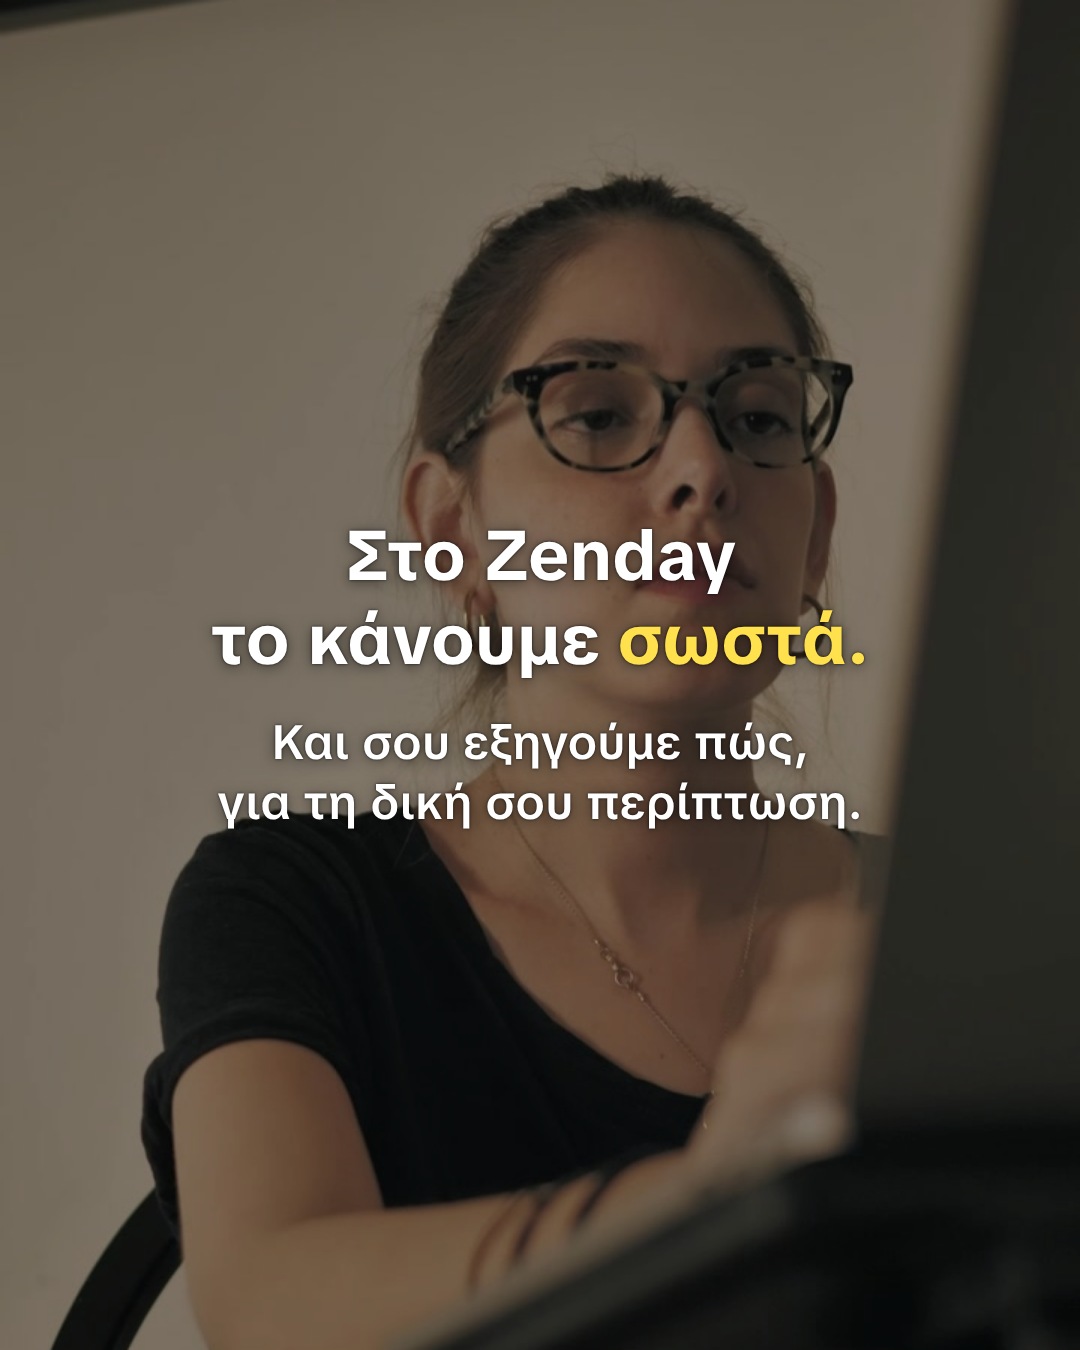 Στο Zenday
το κάνουμε σωστά.
Και σου εξηγούμε πώς,
για τη δική σου περίπτωση.